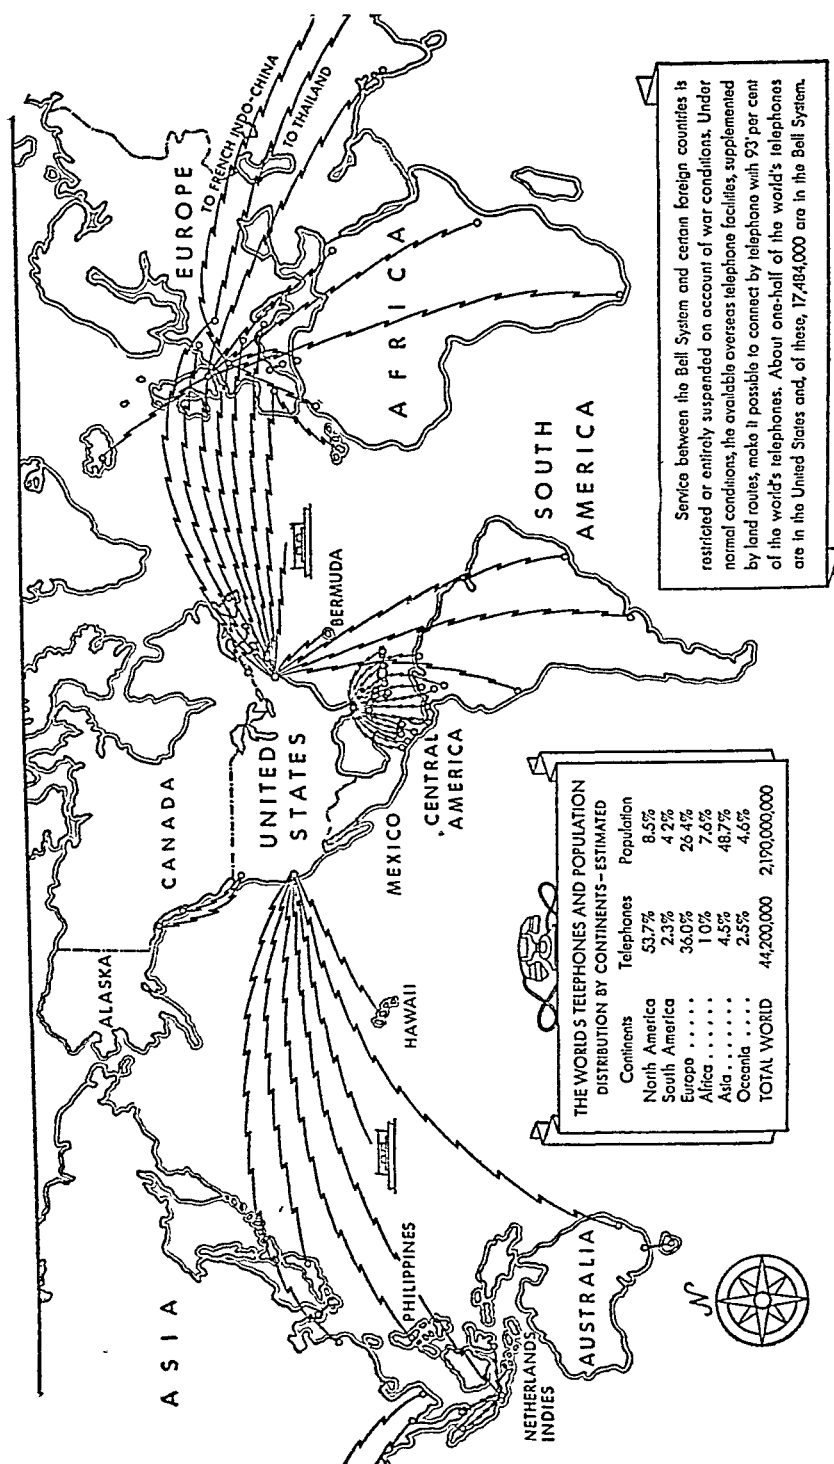 ASIA
ALASKA
CANADA
UNITED
STATES
MEXICO
CENTRAL
AMERICA
BERMUDA
SOUTH
AMERICA
EUROPE
AFRICA
TO FRENCH INDO-CHINA
TO THAILAND
HAWAII
PHILIPPINES
NETHERLANDS
INDIES
AUSTRALIA
N
THE WORLD S TELEPHONES AND POPULATION
DISTRIBUTION BY CONTINENTS—ESTIMATED
Continents Telephones Population
North America 53.7% 8.5%
South America 2.3% 4 2%
Europe ..... 36.0% 26 4%
Africa ...... 1 0% 7.6%
Asia ....... 4.5% 48.7%
Oceania .... 2.5% 4.6%
TOTAL WORLD 44,200,000 2,190,000,000
Service between the Bell System and certain foreign countries is
restricted or entirely suspended on account of war conditions. Under
normal conditions, the available overseas telephone facilities, supplemented
by land routes, make it possible to connect by telephone with 93 per cent
of the world's telephones. About one-half of the world's telephones
are in the United States and, of these, 17,484,000 are in the Bell System.